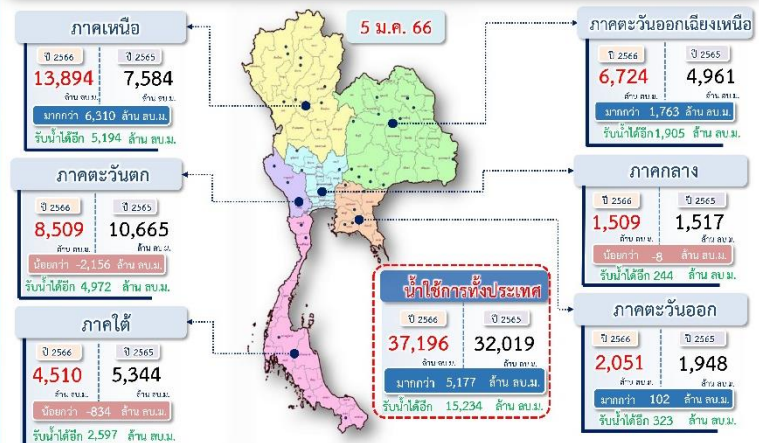 5 ม.ค. 66
ภาคเหนือ
ปี 2566 ปี 2565
13,894 7,584
ล้าน ลบ.ม. ล้าน ลบ.ม.
มากกว่า 6,310 ล้าน ลบ.ม.
รับน้ำได้อีก 5,194 ล้าน ลบ.ม.
ภาคตะวันตก
ปี 2566 ปี 2565
8,509 10,665
ล้าน ลบ.ม. ล้าน ลบ.ม.
น้อยกว่า -2,156 ล้าน ลบ.ม.
รับน้ำได้อีก 4,972 ล้าน ลบ.ม.
ภาคใต้
ปี 2566 ปี 2565
4,510 5,344
ล้าน ลบ.ม. ล้าน ลบ.ม.
น้อยกว่า -834 ล้าน ลบ.ม.
รับน้ำได้อีก 2,597 ล้าน ลบ.ม.
น้ำใช้การทั้งประเทศ
ปี 2566 ปี 2565
37,196 32,019
ล้าน ลบ.ม. ล้าน ลบ.ม.
มากกว่า 5,177 ล้าน ลบ.ม.
รับน้ำได้อีก 15,234 ล้าน ลบ.ม.
ภาคตะวันออกเฉียงเหนือ
ปี 2566 ปี 2565
6,724 4,961
ล้าน ลบ.ม. ล้าน ลบ.ม.
มากกว่า 1,763 ล้าน ลบ.ม.
รับน้ำได้อีก 1,905 ล้าน ลบ.ม.
ภาคกลาง
ปี 2566 ปี 2565
1,509 1,517
ล้าน ลบ.ม. ล้าน ลบ.ม.
น้อยกว่า -8 ล้าน ลบ.ม.
รับน้ำได้อีก 244 ล้าน ลบ.ม.
ภาคตะวันออก
ปี 2566 ปี 2565
2,051 1,948
ล้าน ลบ.ม. ล้าน ลบ.ม.
มากกว่า 102 ล้าน ลบ.ม.
รับน้ำได้อีก 323 ล้าน ลบ.ม.